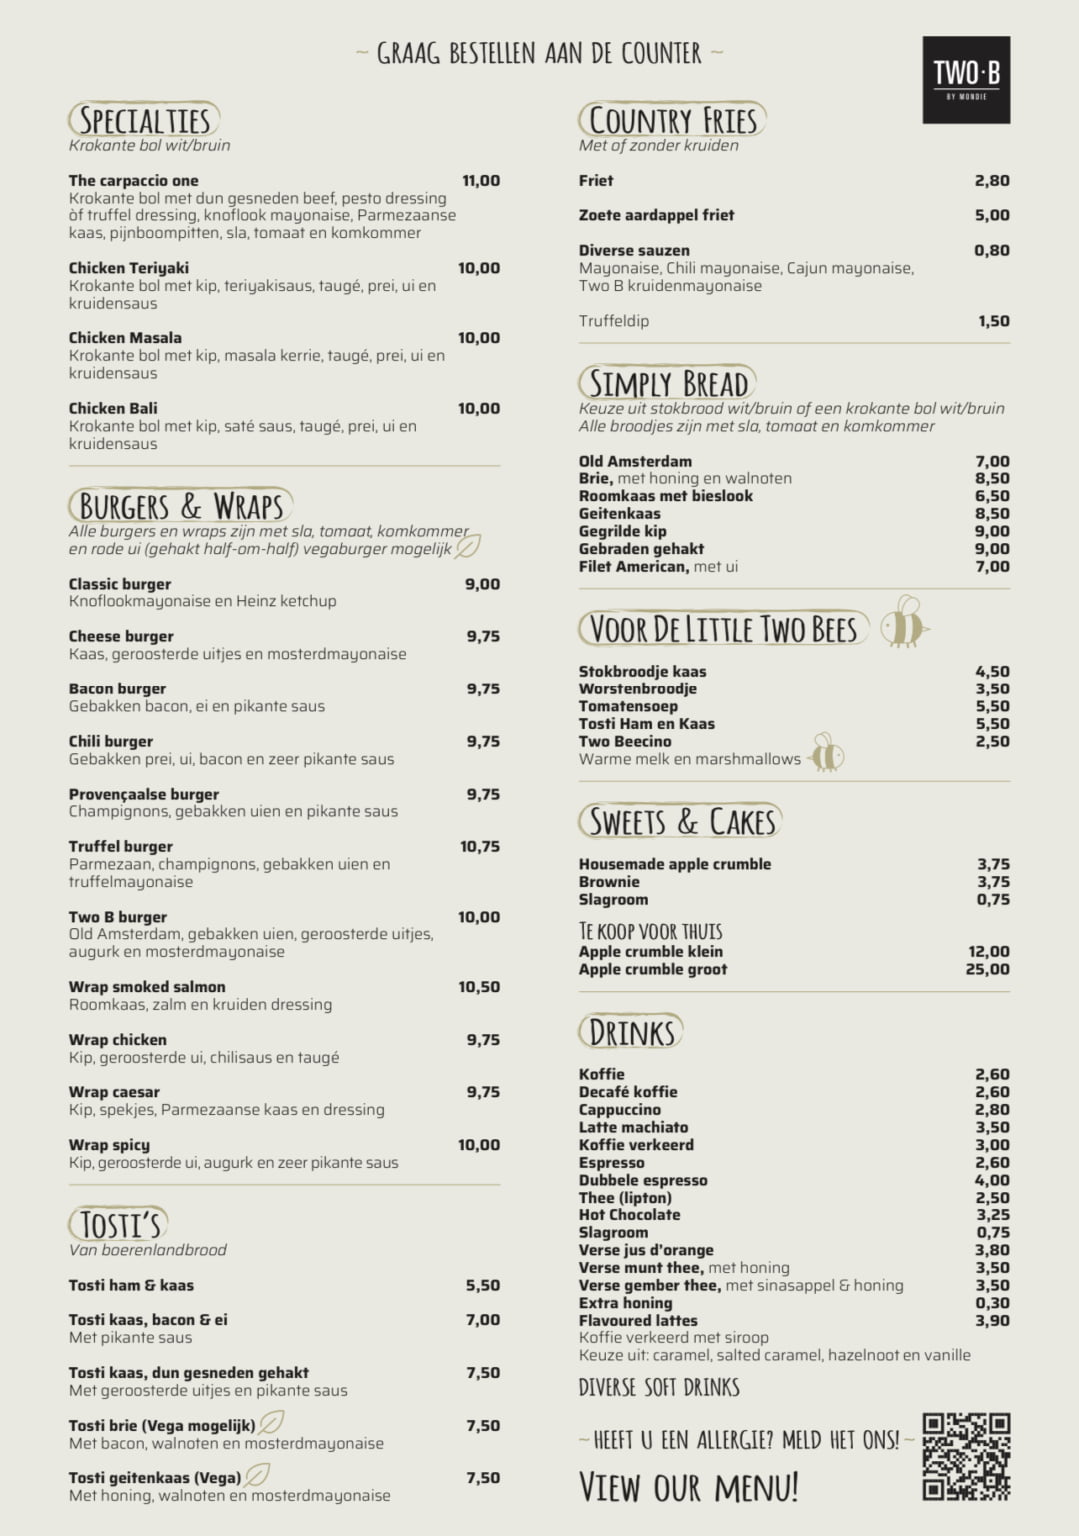 ~ GRAAG BESTELLEN AAN DE COUNTER ~
TWO·B
BY MONDIE
SPECIALTIES
Krokante bol wit/bruin
The carpaccio one 11,00
Krokante bol met dun gesneden beef, pesto dressing
òf truffel dressing, knoflook mayonaise, Parmezaanse
kaas, pijnboompitten, sla, tomaat en komkommer
Chicken Teriyaki 10,00
Krokante bol met kip, teriyakisaus, taugé, prei, ui en
kruidensaus
Chicken Masala 10,00
Krokante bol met kip, masala kerrie, taugé, prei, ui en
kruidensaus
Chicken Bali 10,00
Krokante bol met kip, saté saus, taugé, prei, ui en
kruidensaus
BURGERS & WRAPS
Alle burgers en wraps zijn met sla, tomaat, komkommer
en rode ui (gehakt half-om-half) vegaburger mogelijk
Classic burger 9,00
Knoflookmayonaise en Heinz ketchup
Cheese burger 9,75
Kaas, geroosterde uitjes en mosterdmayonaise
Bacon burger 9,75
Gebakken bacon, ei en pikante saus
Chili burger 9,75
Gebakken prei, ui, bacon en zeer pikante saus
Provençaalse burger 9,75
Champignons, gebakken uien en pikante saus
Truffel burger 10,75
Parmezaan, champignons, gebakken uien en
truffelmayonaise
Two B burger 10,00
Old Amsterdam, gebakken uien, geroosterde uitjes,
augurk en mosterdmayonaise
Wrap smoked salmon 10,50
Roomkaas, zalm en kruiden dressing
Wrap chicken 9,75
Kip, geroosterde ui, chilisaus en taugé
Wrap caesar 9,75
Kip, spekjes, Parmezaanse kaas en dressing
Wrap spicy 10,00
Kip, geroosterde ui, augurk en zeer pikante saus
TOSTI'S
Van boerenlandbrood
Tosti ham & kaas 5,50
Tosti kaas, bacon & ei 7,00
Met pikante saus
Tosti kaas, dun gesneden gehakt 7,50
Met geroosterde uitjes en pikante saus
Tosti brie (Vega mogelijk) 7,50
Met bacon, walnoten en mosterdmayonaise
Tosti geitenkaas (Vega) 7,50
Met honing, walnoten en mosterdmayonaise
COUNTRY FRIES
Met of zonder kruiden
Friet 2,80
Zoete aardappel friet 5,00
Diverse sauzen 0,80
Mayonaise, Chili mayonaise, Cajun mayonaise,
Two B kruidenmayonaise
Truffeldip 1,50
SIMPLY BREAD
Keuze uit stokbrood wit/bruin of een krokante bol wit/bruin
Alle broodjes zijn met sla, tomaat en komkommer
Old Amsterdam 7,00
Brie, met honing en walnoten 8,50
Roomkaas met bieslook 6,50
Geitenkaas 8,50
Gegrilde kip 9,00
Gebraden gehakt 9,00
Filet American, met ui 7,00
VOOR DE LITTLE TWO BEES
Stokbroodje kaas 4,50
Worstenbroodje 3,50
Tomatensoep 5,50
Tosti Ham en Kaas 5,50
Two Beecino 2,50
Warme melk en marshmallows
SWEETS & CAKES
Housemade apple crumble 3,75
Brownie 3,75
Slagroom 0,75
TE KOOP VOOR THUIS
Apple crumble klein 12,00
Apple crumble groot 25,00
DRINKS
Koffie 2,60
Decafé koffie 2,60
Cappuccino 2,80
Latte machiato 3,50
Koffie verkeerd 3,00
Espresso 2,60
Dubbele espresso 4,00
Thee (lipton) 2,50
Hot Chocolate 3,25
Slagroom 0,75
Verse jus d'orange 3,80
Verse munt thee, met honing 3,50
Verse gember thee, met sinasappel & honing 3,50
Extra honing 0,30
Flavoured lattes 3,90
Koffie verkeerd met siroop
Keuze uit: caramel, salted caramel, hazelnoot en vanille
DIVERSE SOFT DRINKS
~ HEEFT U EEN ALLERGIE? MELD HET ONS! ~
VIEW OUR MENU!